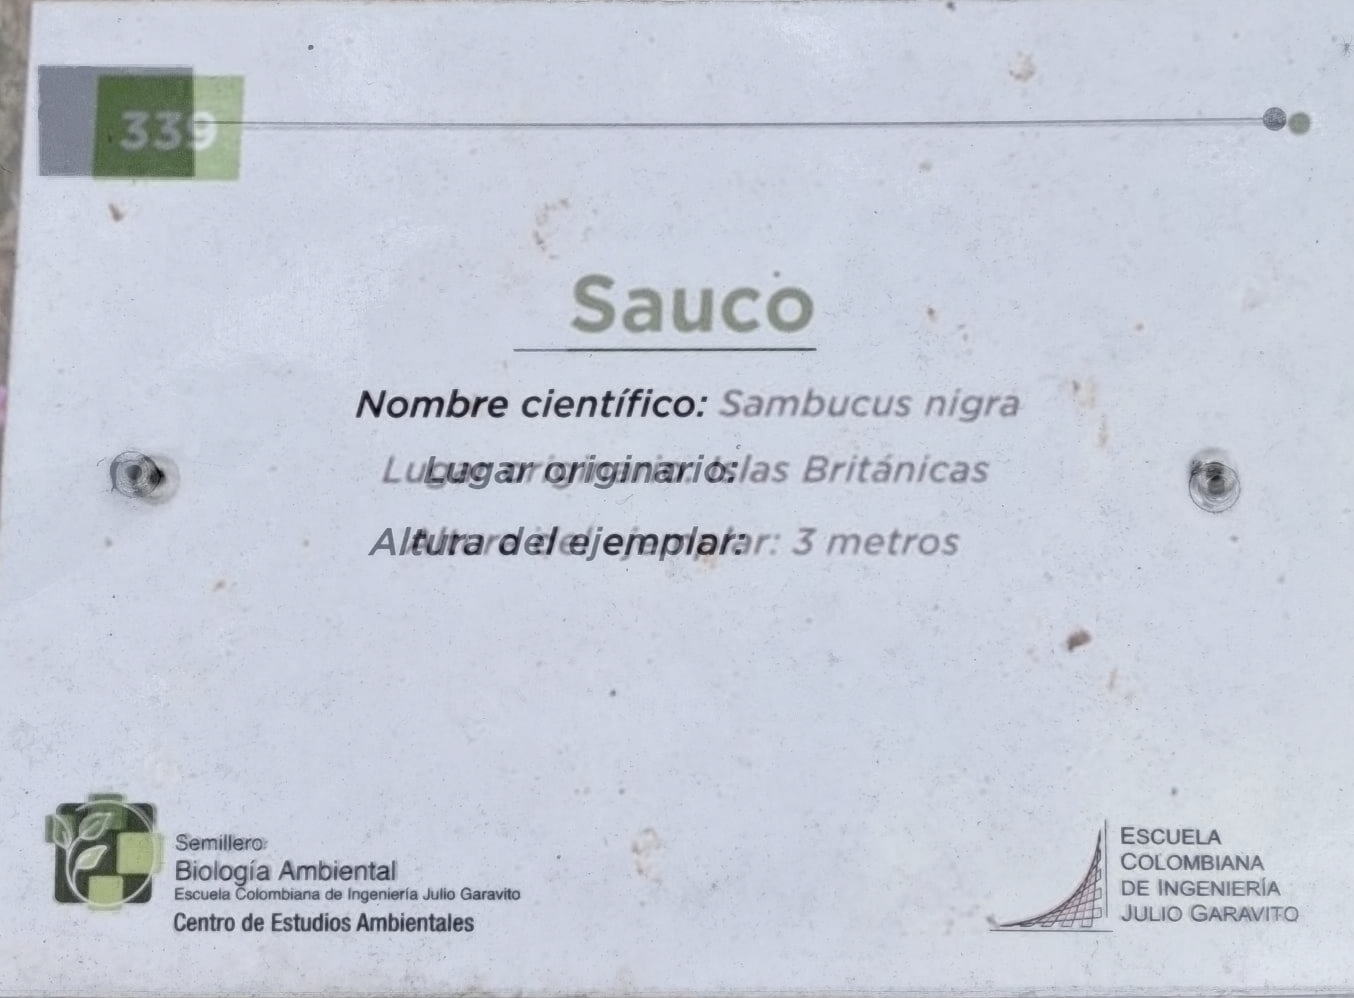 339
Sauco
Nombre científico: Sambucus nigra
Lugar originario: Islas Británicas
Altura del ejemplar: 3 metros
Semillero
Biología Ambiental
Escuela Colombiana de Ingeniería Julio Garavito
Centro de Estudios Ambientales
ESCUELA
COLOMBIANA
DE INGENIERÍA
JULIO GARAVITO